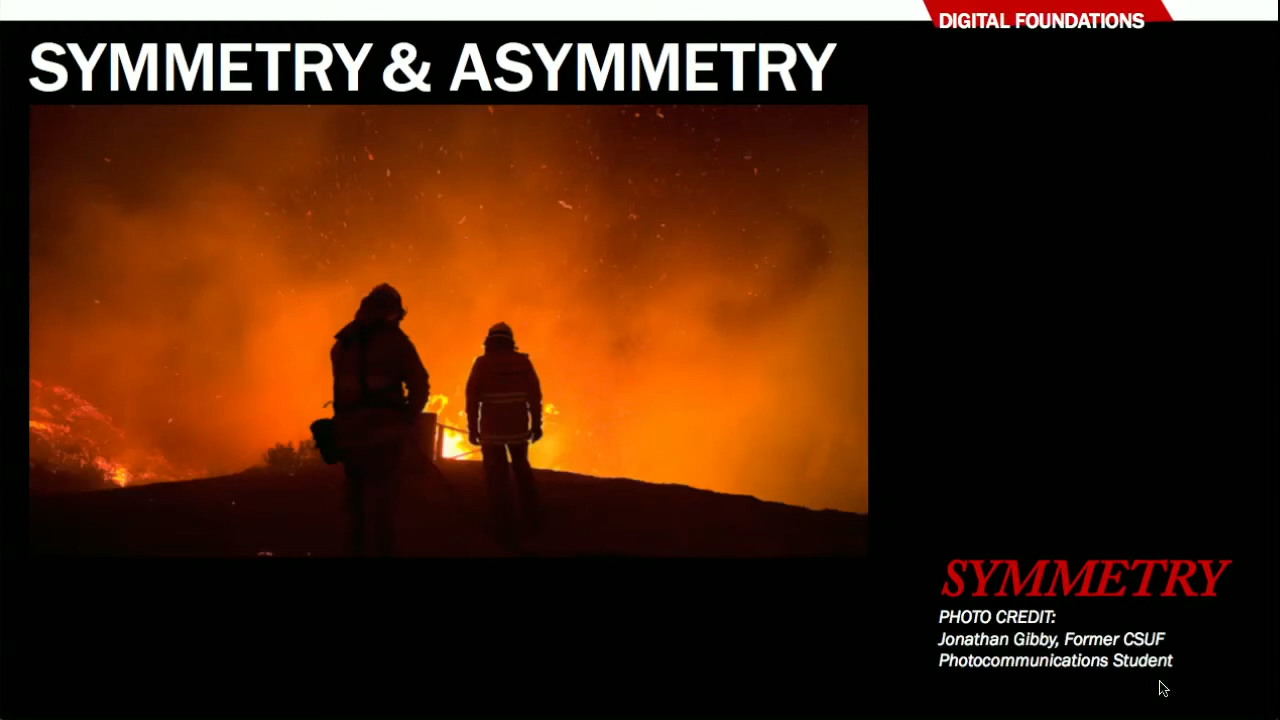 DIGITAL FOUNDATIONS
SYMMETRY & ASYMMETRY
SYMMETRY
PHOTO CREDIT:
Jonathan Gibby, Former CSUF
Photocommunications Student